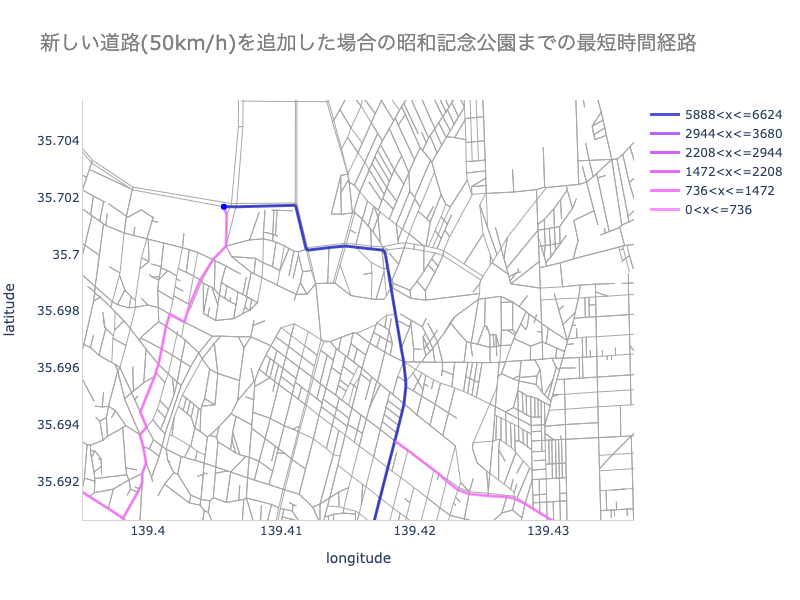 新しい道路(50km/h)を追加した場合の昭和記念公園までの最短時間経路
5888<x<=6624
2944<x<=3680
2208<x<=2944
1472<x<=2208
736<x<=1472
0<x<=736
35.704
35.702
35.7
35.698
35.696
35.694
35.692
latitude
139.4
139.41
139.42
139.43
longitude